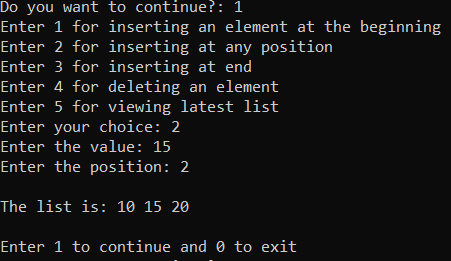 Do you want to continue?: 1
Enter 1 for inserting an element at the beginning
Enter 2 for inserting at any position
Enter 3 for inserting at end
Enter 4 for deleting an element
Enter 5 for viewing latest list
Enter your choice: 2
Enter the value: 15
Enter the position: 2
The list is: 10 15 20
Enter 1 to continue and 0 to exit